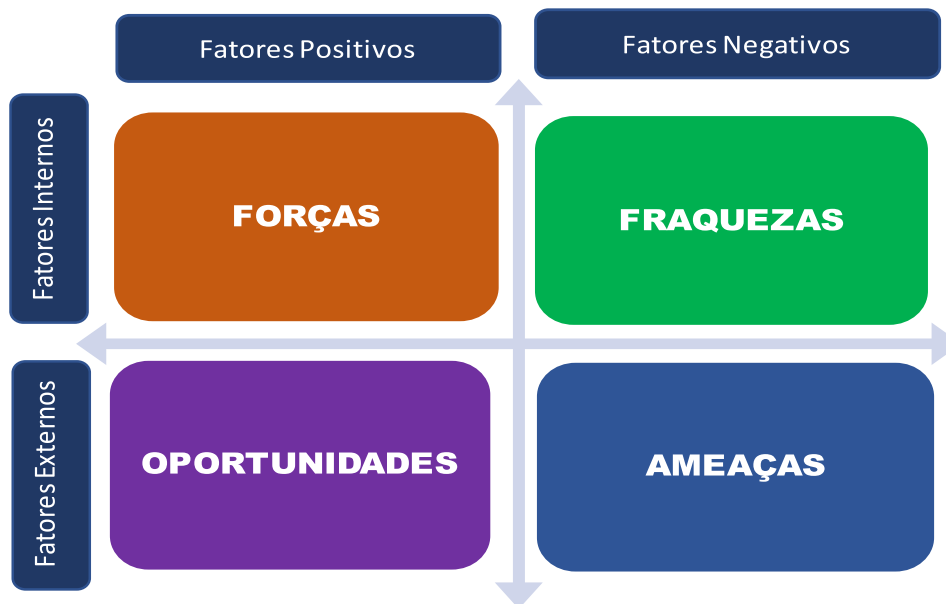 Fatores Positivos
Fatores Negativos
Fatores Internos
FORÇAS
FRAQUEZAS
Fatores Externos
OPORTUNIDADES
AMEAÇAS